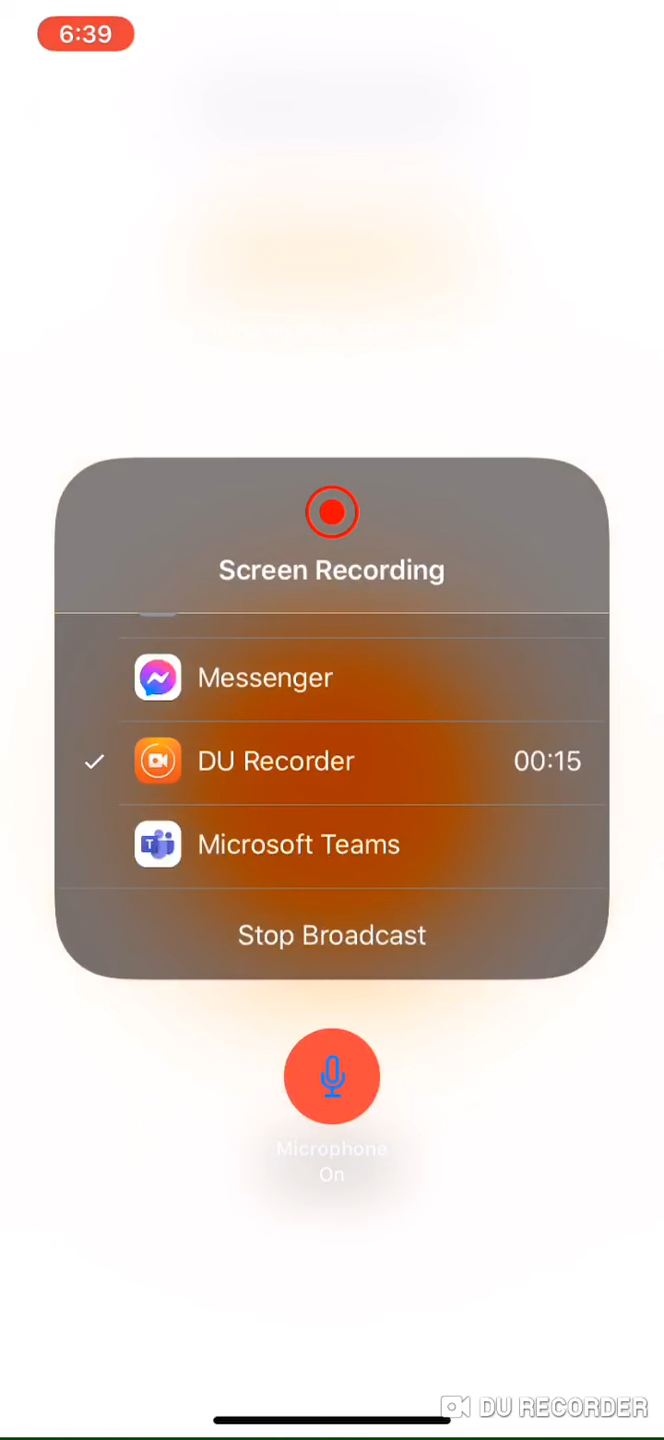 6:39
Screen Recording
Messenger
DU Recorder 00:15
Microsoft Teams
Stop Broadcast
Microphone
On
DU RECORDER